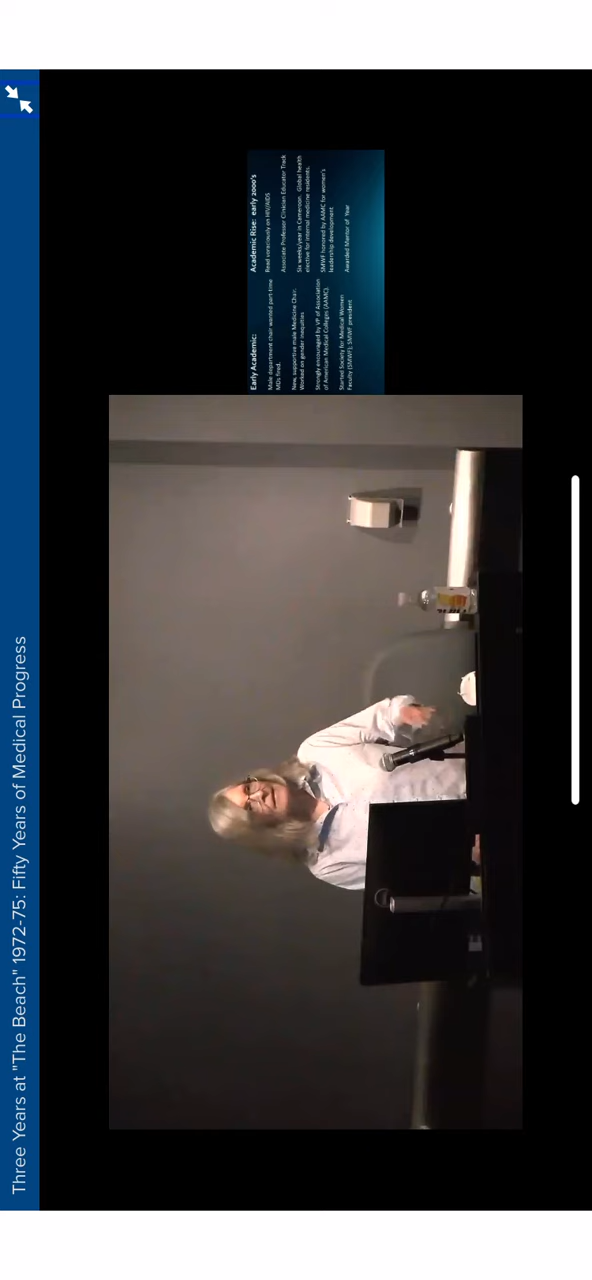 Three Years at "The Beach" 1972-75: Fifty Years of Medical Progress
Early Academic:
Male department chair wanted part-time
MDs fired.
New, supportive male Medicine Chair.
Worked on gender inequities
Strongly encouraged by VP of Association
of American Medical Colleges (AAMC).
Started Society for Medical Women
Faculty (SMWF); SMWF president
Academic Rise: early 2000's
Read voraciously on HIV/AIDS
Associate Professor Clinician Educator Track
Six weeks/year in Cameroon. Global health
elective for internal medicine residents.
SMWF honored by AAMC for women's
leadership development
Awarded Mentor of Year